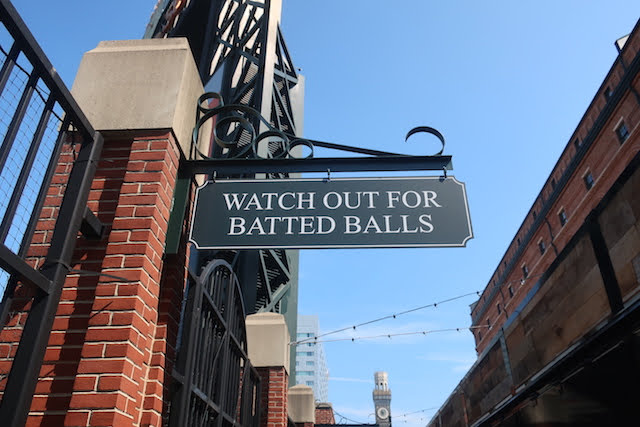 WATCH OUT FOR
BATTED BALLS